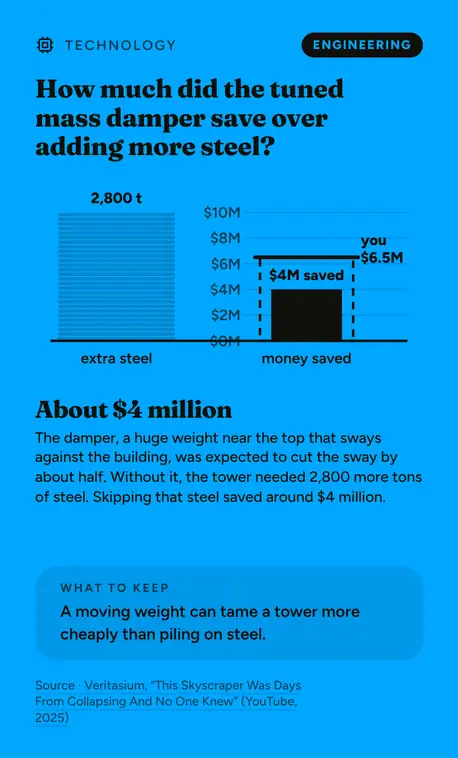 TECHNOLOGY
ENGINEERING
How much did the tuned
mass damper save over
adding more steel?
2,800 t
$10M
$8M
$6M
$4M
$2M
$0M
you
$6.5M
$4M saved
extra steel
money saved
About $4 million
The damper, a huge weight near the top that sways
against the building, was expected to cut the sway by
about half. Without it, the tower needed 2,800 more tons
of steel. Skipping that steel saved around $4 million.
WHAT TO KEEP
A moving weight can tame a tower more
cheaply than piling on steel.
Source · Veritasium, “This Skyscraper Was Days
From Collapsing And No One Knew” (YouTube,
2025)